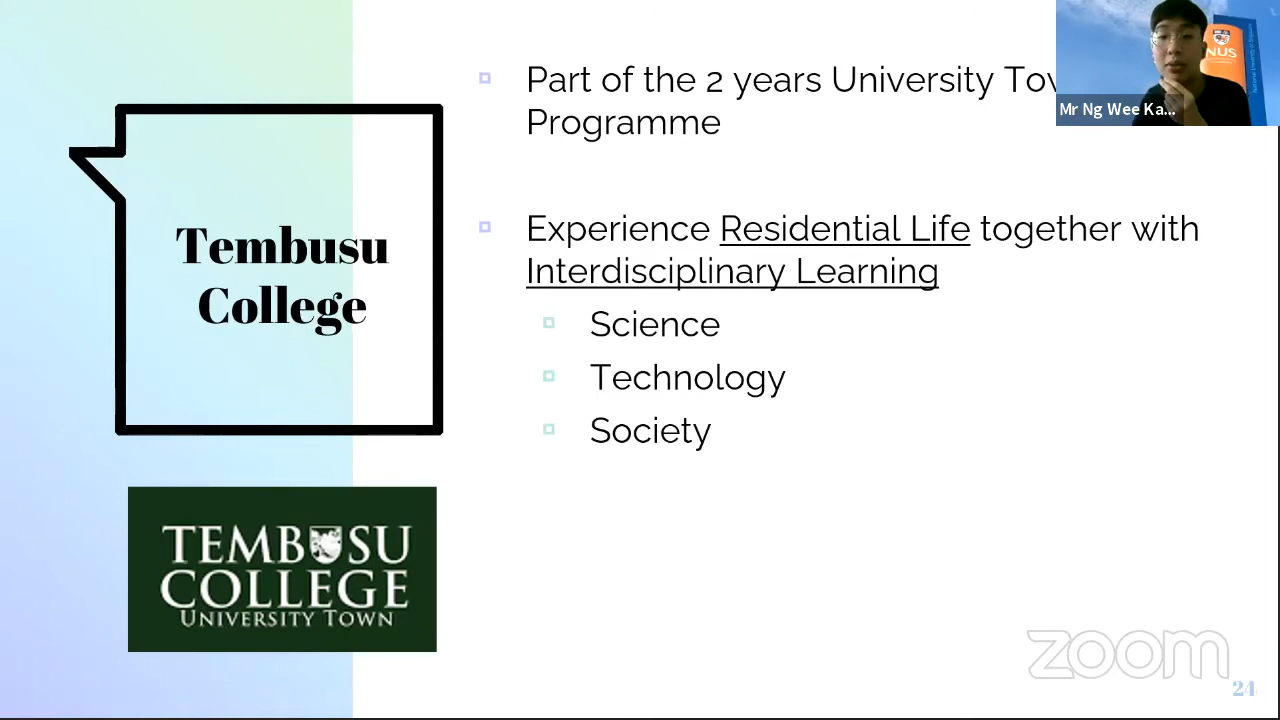 Part of the 2 years University
Programme
NUS
Mr Ng Wee Ka...
Tembusu
College
Experience Residential Life together with
Interdisciplinary Learning
Science
Technology
Society
TEMBUSU
COLLEGE
UNIVERSITY TOWN
zoom
24